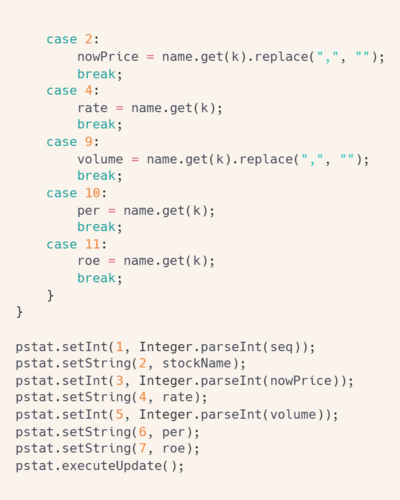 case 2:
nowPrice = name.get(k).replace(",", "");
break;
case 4:
rate = name.get(k);
break;
case 9:
volume = name.get(k).replace(",", "");
break;
case 10:
per = name.get(k);
break;
case 11:
roe = name.get(k);
break;
}
}
pstat.setInt(1, Integer.parseInt(seq));
pstat.setString(2, stockName);
pstat.setInt(3, Integer.parseInt(nowPrice));
pstat.setString(4, rate);
pstat.setInt(5, Integer.parseInt(volume));
pstat.setString(6, per);
pstat.setString(7, roe);
pstat.executeUpdate();